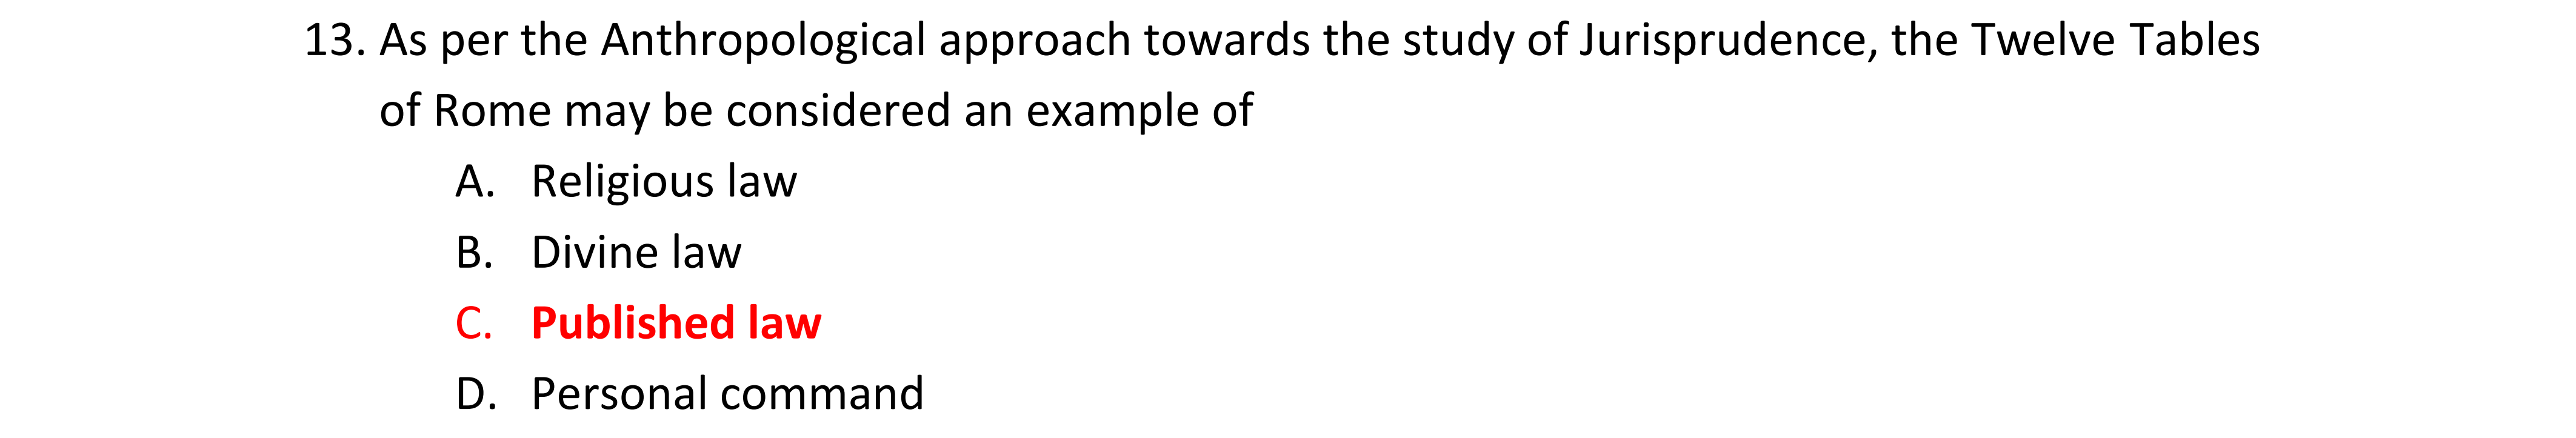 13. As per the Anthropological approach towards the study of Jurisprudence, the Twelve Tables
of Rome may be considered an example of
A. Religious law
B. Divine law
C. Published law
D. Personal command